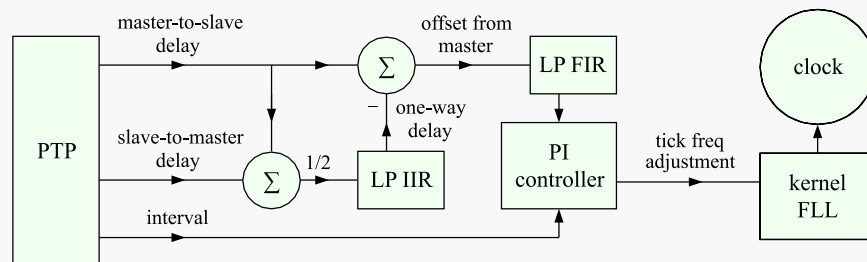 PTP
master-to-slave
delay
slave-to-master
delay
interval
Σ
1/2
LP IIR
Σ
−
one-way
delay
offset from
master
LP FIR
PI
controller
tick freq
adjustment
clock
kernel
FLL